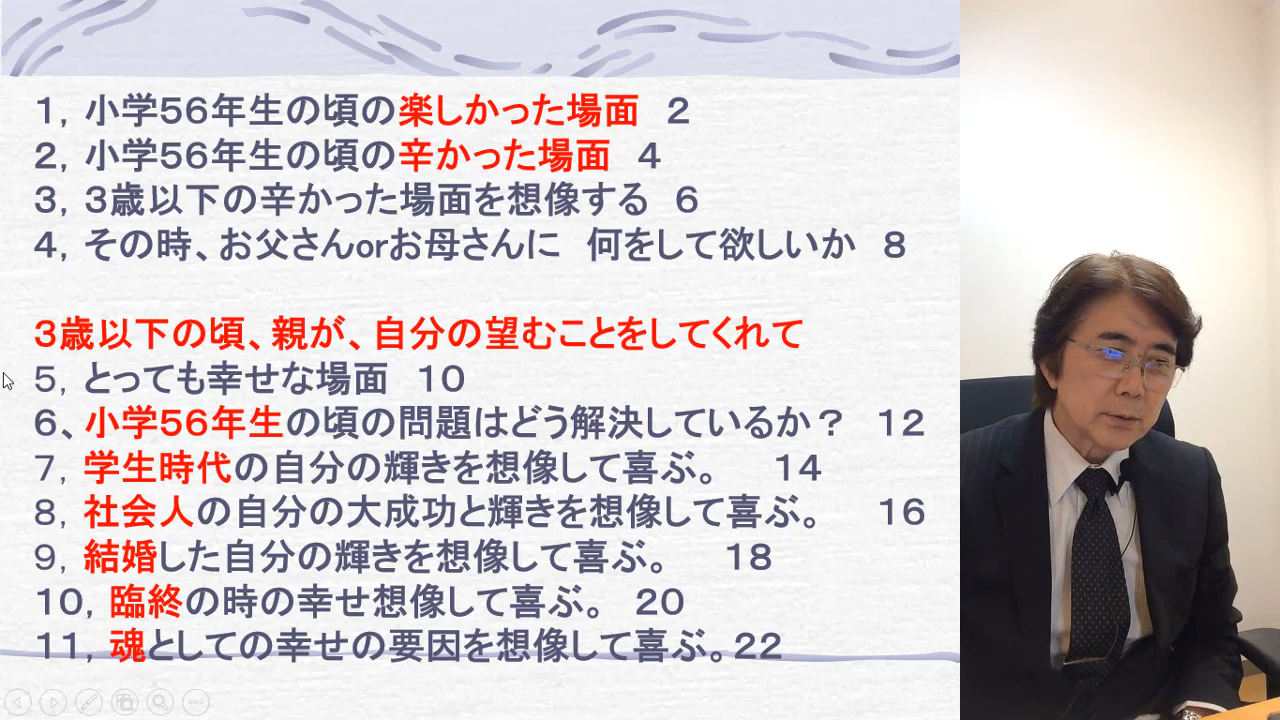 1，小学５６年生の頃の楽しかった場面　２
２，小学５６年生の頃の辛かった場面　４
３，３歳以下の辛かった場面を想像する　６
４，その時、お父さんorお母さんに　何をして欲しいか　８
３歳以下の頃、親が、自分の望むことをしてくれて
５，とっても幸せな場面　１０
６、小学５６年生の頃の問題はどう解決しているか？　１２
７，学生時代の自分の輝きを想像して喜ぶ。　　１４
８，社会人の自分の大成功と輝きを想像して喜ぶ。　　１６
９，結婚した自分の輝きを想像して喜ぶ。　　１８
１０，臨終の時の幸せ想像して喜ぶ。　２０
１１，魂としての幸せの要因を想像して喜ぶ。２２